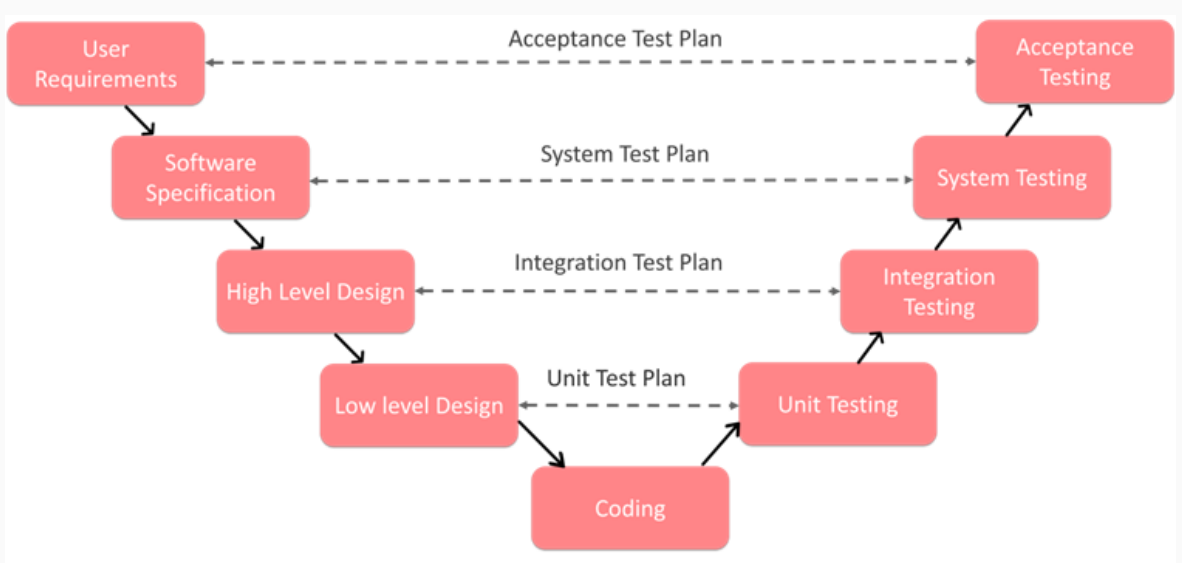 User
Requirements
Acceptance Test Plan
Acceptance
Testing
Software
Specification
System Test Plan
System Testing
High Level Design
Integration Test Plan
Integration
Testing
Low level Design
Unit Test Plan
Unit Testing
Coding